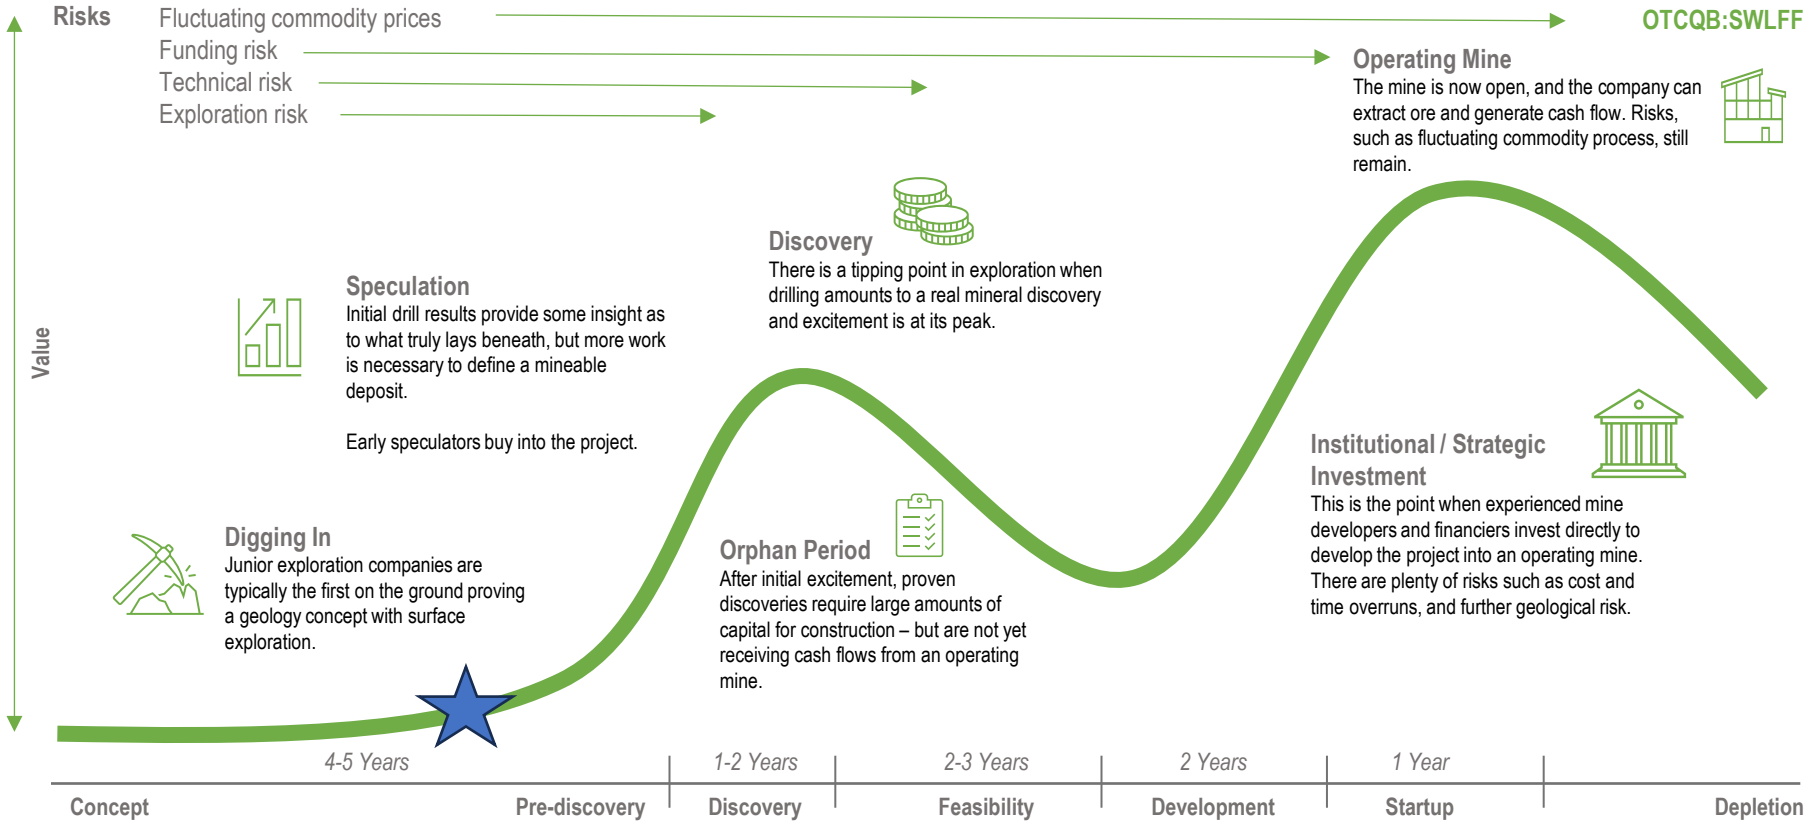 Risks
Fluctuating commodity prices
Funding risk
Technical risk
Exploration risk
OTCQB:SWLFF
Operating Mine
The mine is now open, and the company can
extract ore and generate cash flow. Risks,
such as fluctuating commodity process, still
remain.
Discovery
There is a tipping point in exploration when
drilling amounts to a real mineral discovery
and excitement is at its peak.
Speculation
Initial drill results provide some insight as
to what truly lays beneath, but more work
is necessary to define a mineable
deposit.
Early speculators buy into the project.
Value
Institutional / Strategic
Investment
This is the point when experienced mine
developers and financiers invest directly to
develop the project into an operating mine.
There are plenty of risks such as cost and
time overruns, and further geological risk.
Digging In
Junior exploration companies are
typically the first on the ground proving
a geology concept with surface
exploration.
Orphan Period
After initial excitement, proven
discoveries require large amounts of
capital for construction – but are not yet
receiving cash flows from an operating
mine.
4-5 Years
1-2 Years
2-3 Years
2 Years
1 Year
Concept
Pre-discovery
Discovery
Feasibility
Development
Startup
Depletion